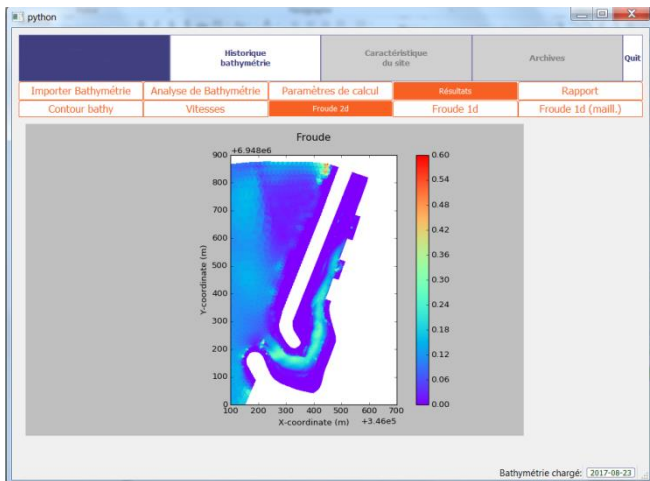 python
Historique
bathymétrie
Caractéristique
du site
Archives
Quit
Importer Bathymétrie
Analyse de Bathymétrie
Paramètres de calcul
Résultats
Rapport
Contour bathy
Vitesses
Froude 2d
Froude 1d
Froude 1d (maill.)
Froude
+6.948e6
900
800
700
600
500
400
300
200
100
0
Y-coordinate (m)
100 200 300 400 500 600 700
X-coordinate (m) +3.46e5
0.60
0.54
0.48
0.42
0.36
0.30
0.24
0.18
0.12
0.06
0.00
Bathymétrie chargé: 2017-08-23